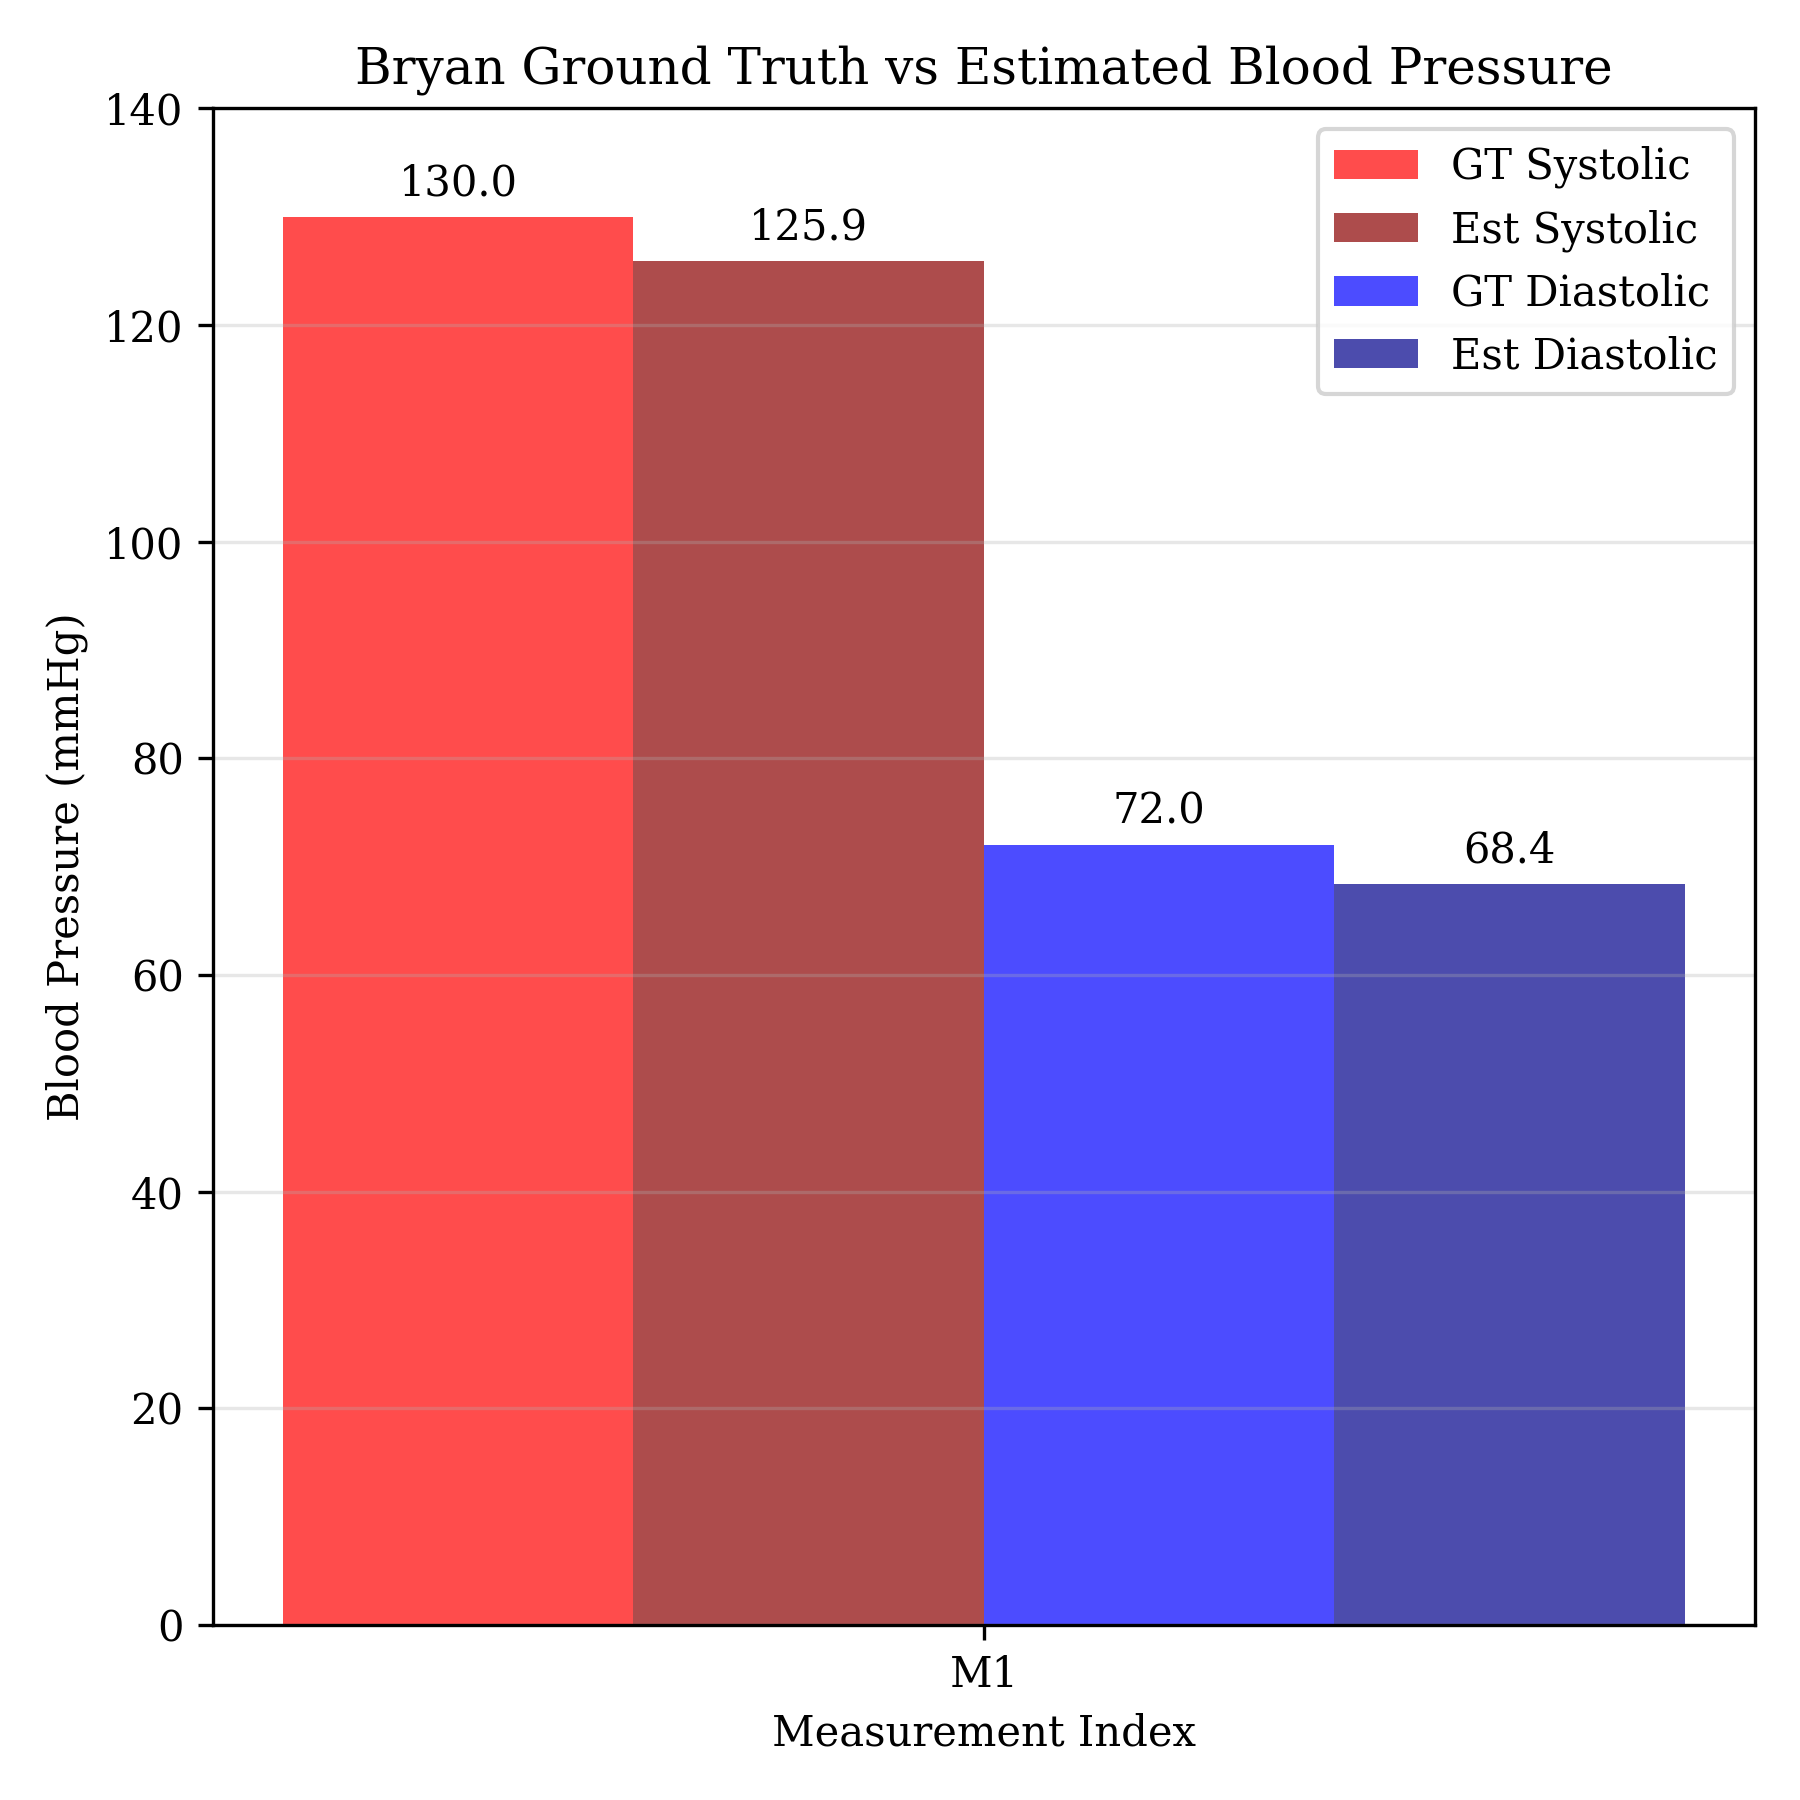 Bryan Ground Truth vs Estimated Blood Pressure
140
120
100
80
60
40
20
0
Blood Pressure (mmHg)
130.0
125.9
72.0
68.4
GT Systolic
Est Systolic
GT Diastolic
Est Diastolic
M1
Measurement Index